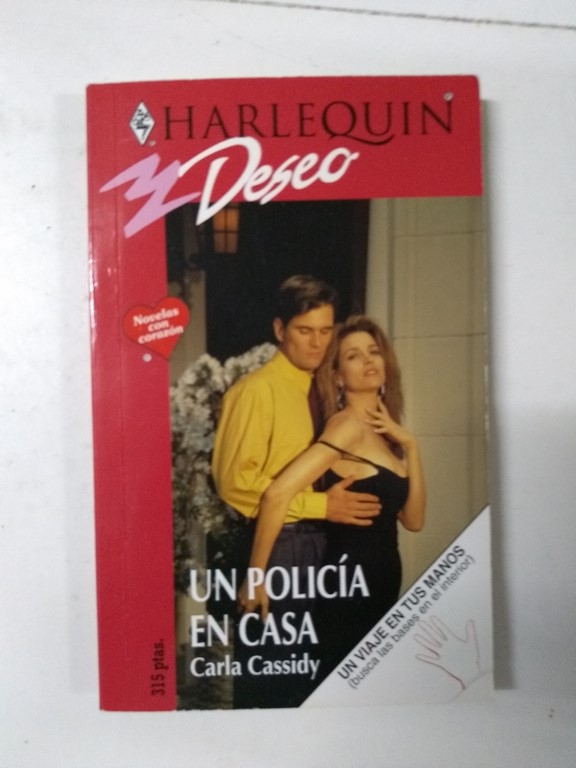 HARLEQUIN
Deseo
Novelas
con
corazón
UN POLICÍA
EN CASA
Carla Cassidy
315 ptas.
UN VIAJE EN TUS MANOS
(busca las bases en el interior)